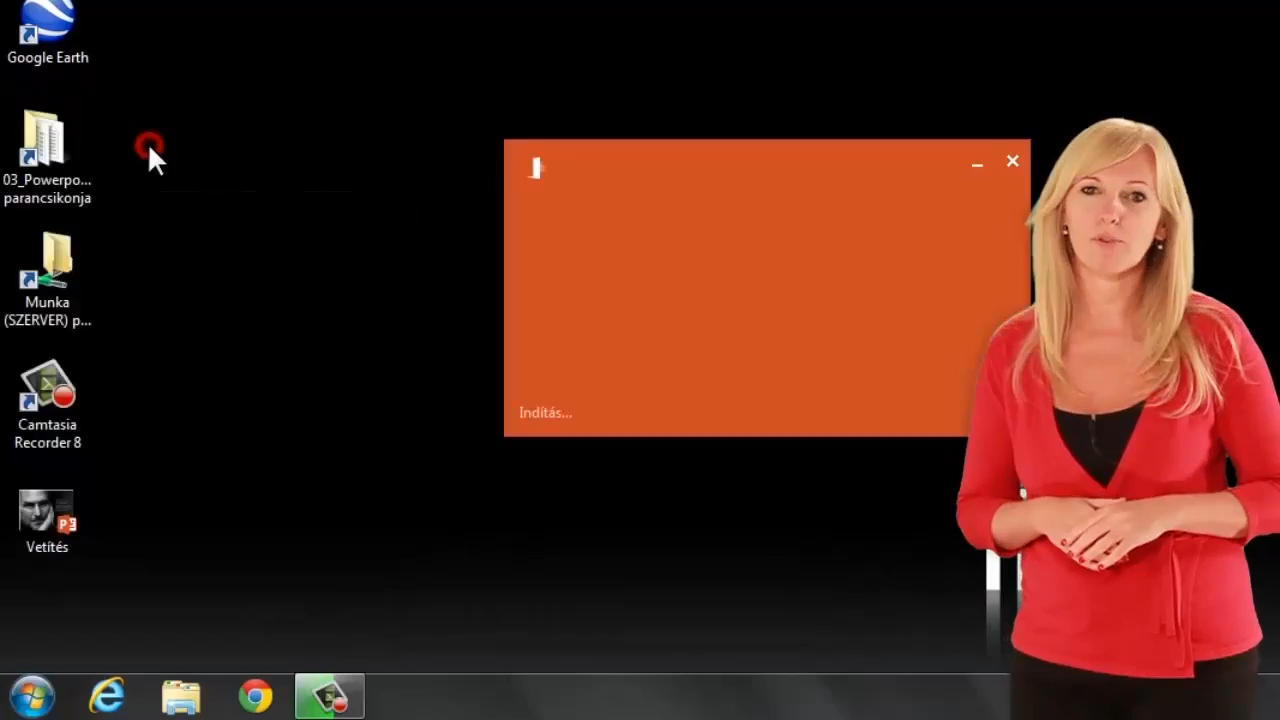 Google Earth
03_Powerpo...
parancsikonja
Munka
(SZERVER) p...
Camtasia
Recorder 8
Vetítés
Indítás...